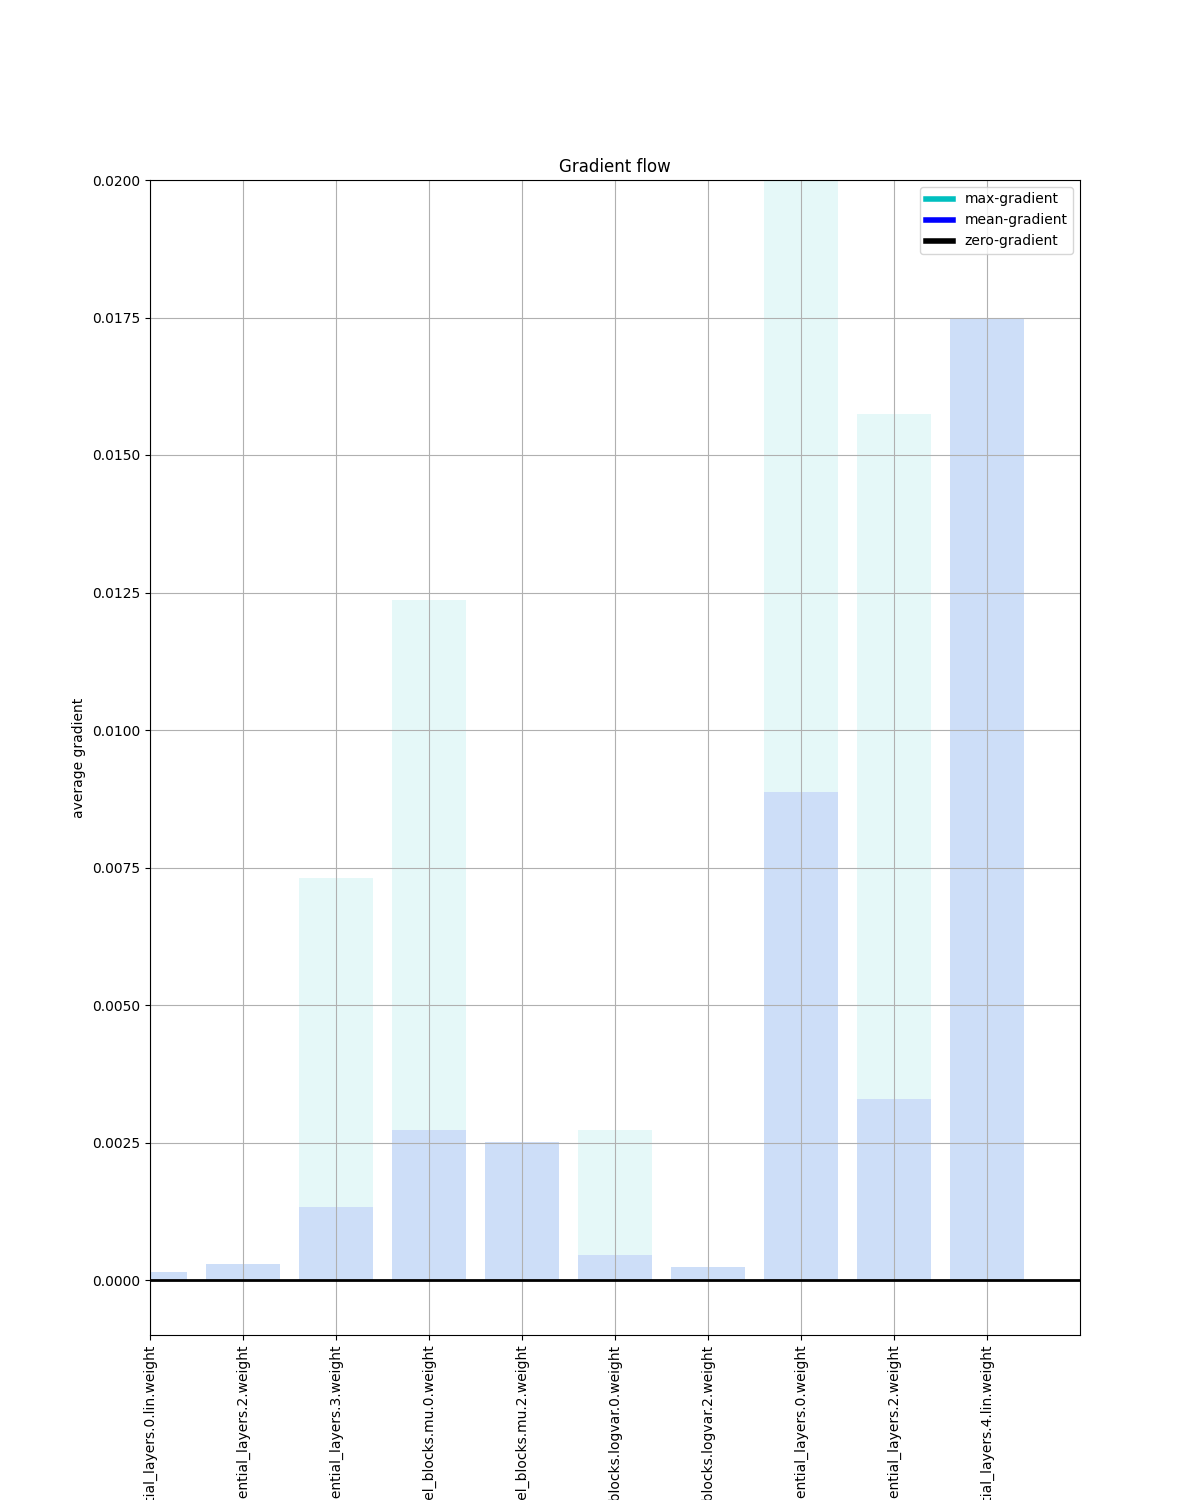 Gradient flow
max-gradient
mean-gradient
zero-gradient
0.0200
0.0175
0.0150
0.0125
0.0100
0.0075
0.0050
0.0025
0.0000
average gradient
tial_layers.0.lin.weight
ential_layers.2.weight
ential_layers.3.weight
el_blocks.mu.0.weight
el_blocks.mu.2.weight
blocks.logvar.0.weight
blocks.logvar.2.weight
ential_layers.0.weight
ential_layers.2.weight
tial_layers.4.lin.weight